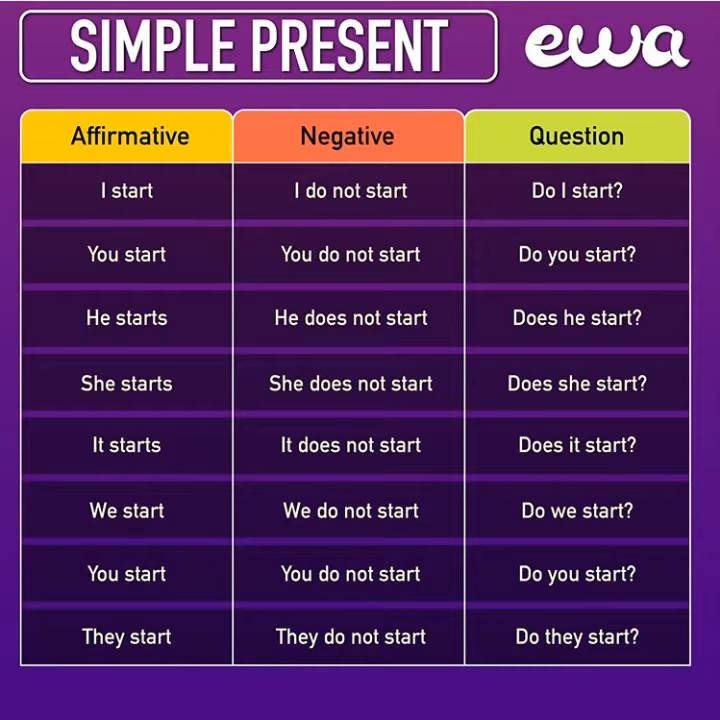 SIMPLE PRESENT
ewa
Affirmative Negative Question
I start I do not start Do I start?
You start You do not start Do you start?
He starts He does not start Does he start?
She starts She does not start Does she start?
It starts It does not start Does it start?
We start We do not start Do we start?
You start You do not start Do you start?
They start They do not start Do they start?